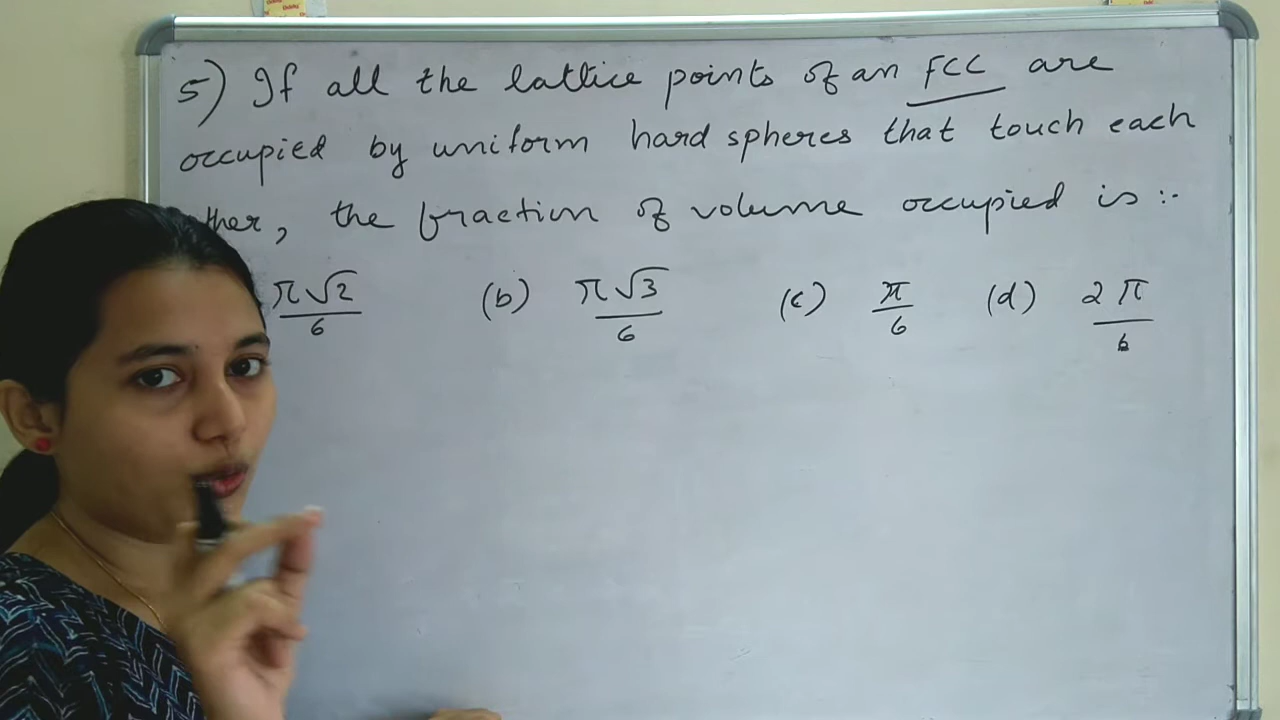 5) If all the lattice points of an FCC are
occupied by uniform hard spheres that touch each
ther, the fraction of volume occupied is :-
π√2/6 (b) π√3/6 (c) π/6 (d) 2π/6